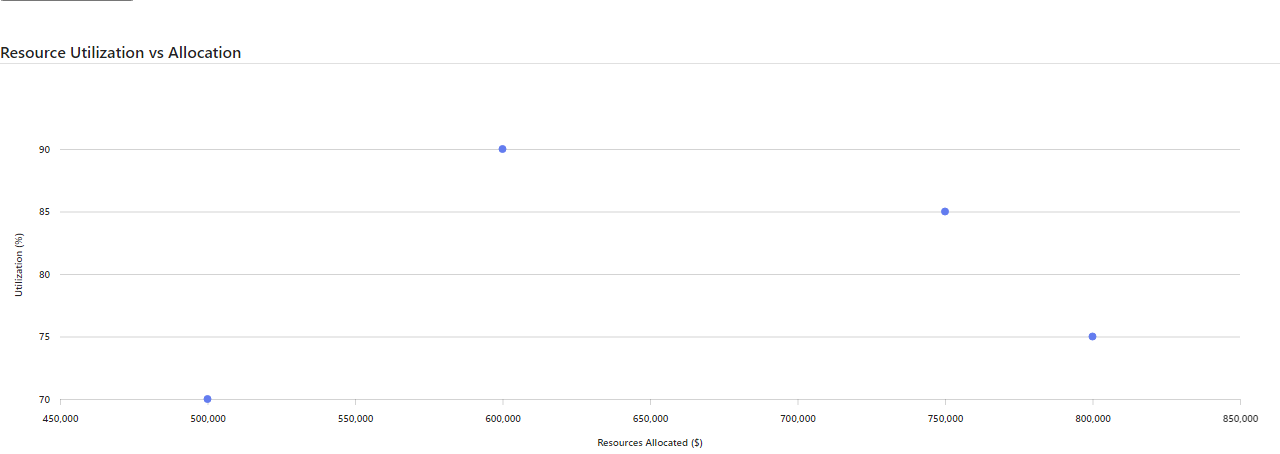 Resource Utilization vs Allocation
90
85
80
75
70
Utilization (%)
450,000 500,000 550,000 600,000 650,000 700,000 750,000 800,000 850,000
Resources Allocated ($)